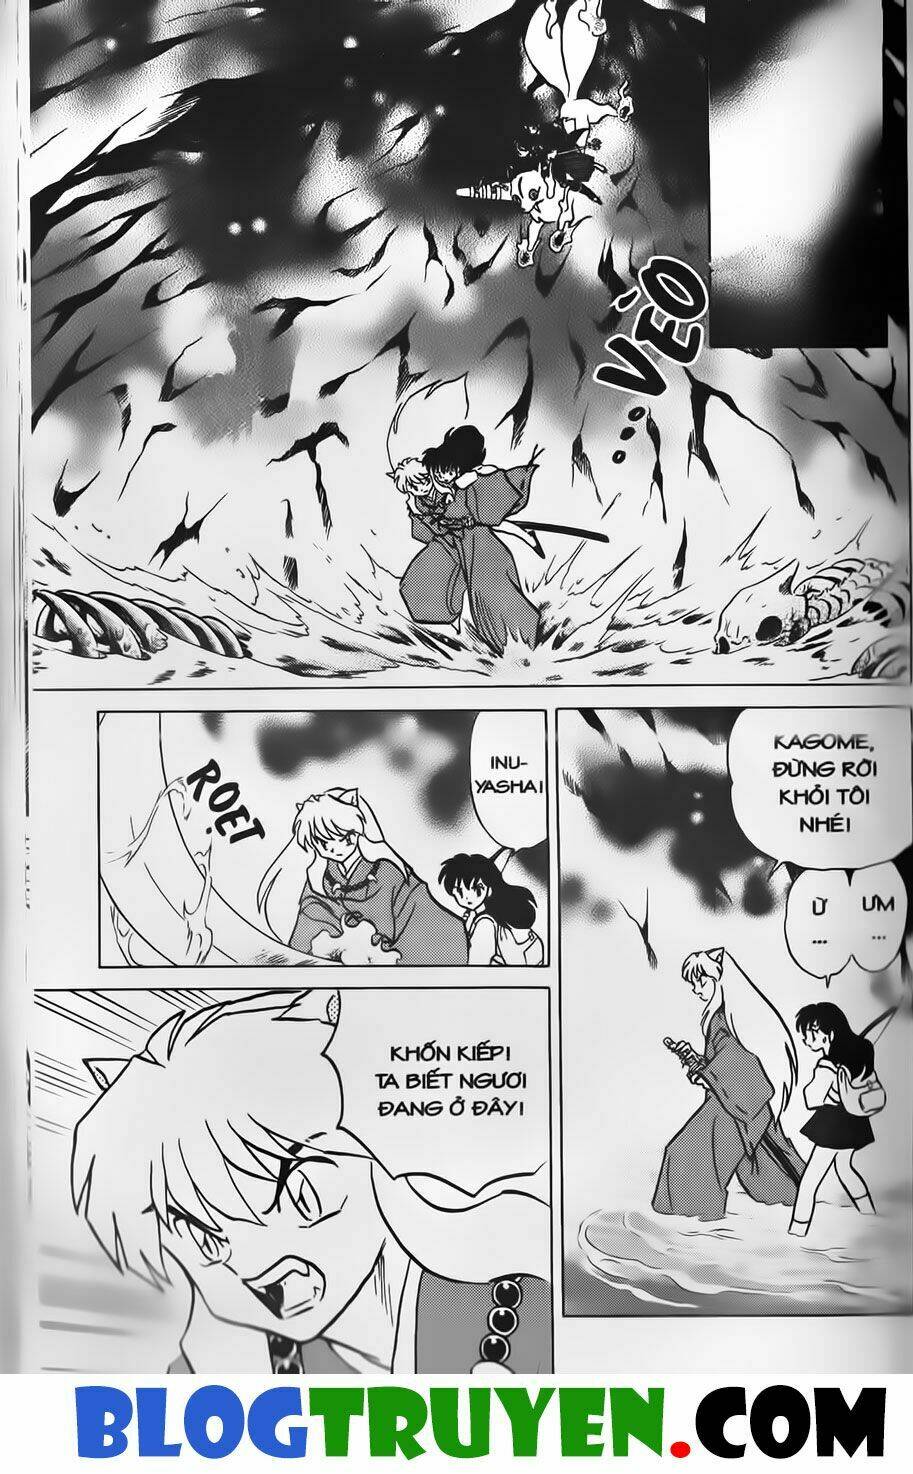 VÈO
KAGOME,
ĐỪNG RỜI
KHỎI TÔI
NHÉ!
ƯM
...
Ừ
...
INU-
YASHA!
ROẸT
KHỐN KIẾP!
TA BIẾT NGƯƠI
ĐANG Ở ĐÂY!
BLOGTRUYEN.COM